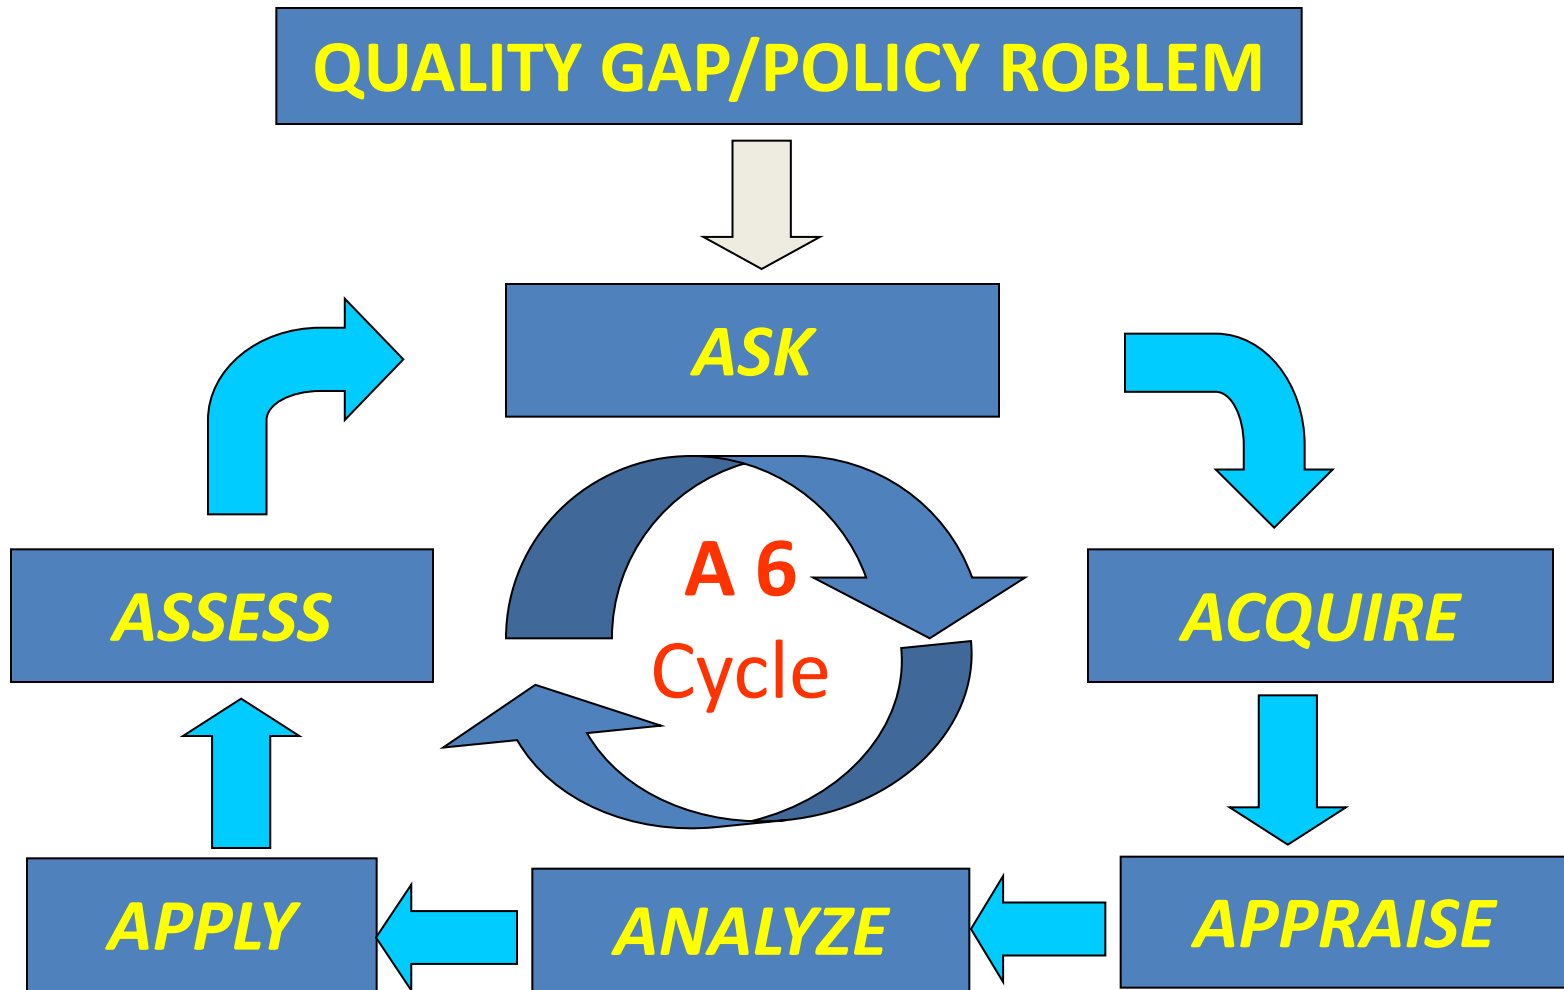 QUALITY GAP/POLICY ROBLEM
ASK
A 6
Cycle
ASSESS
ACQUIRE
APPLY
ANALYZE
APPRAISE